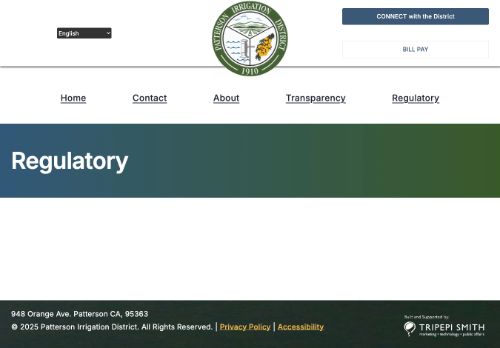 English
PATTERSON IRRIGATION DISTRICT
1910
CONNECT with the District
BILL PAY
Home
Contact
About
Transparency
Regulatory
Regulatory
948 Orange Ave. Patterson CA, 95363
© 2025 Patterson Irrigation District. All Rights Reserved. | Privacy Policy | Accessibility
Built and Supported by:
TRIPEPI SMITH
marketing • technology • public affairs